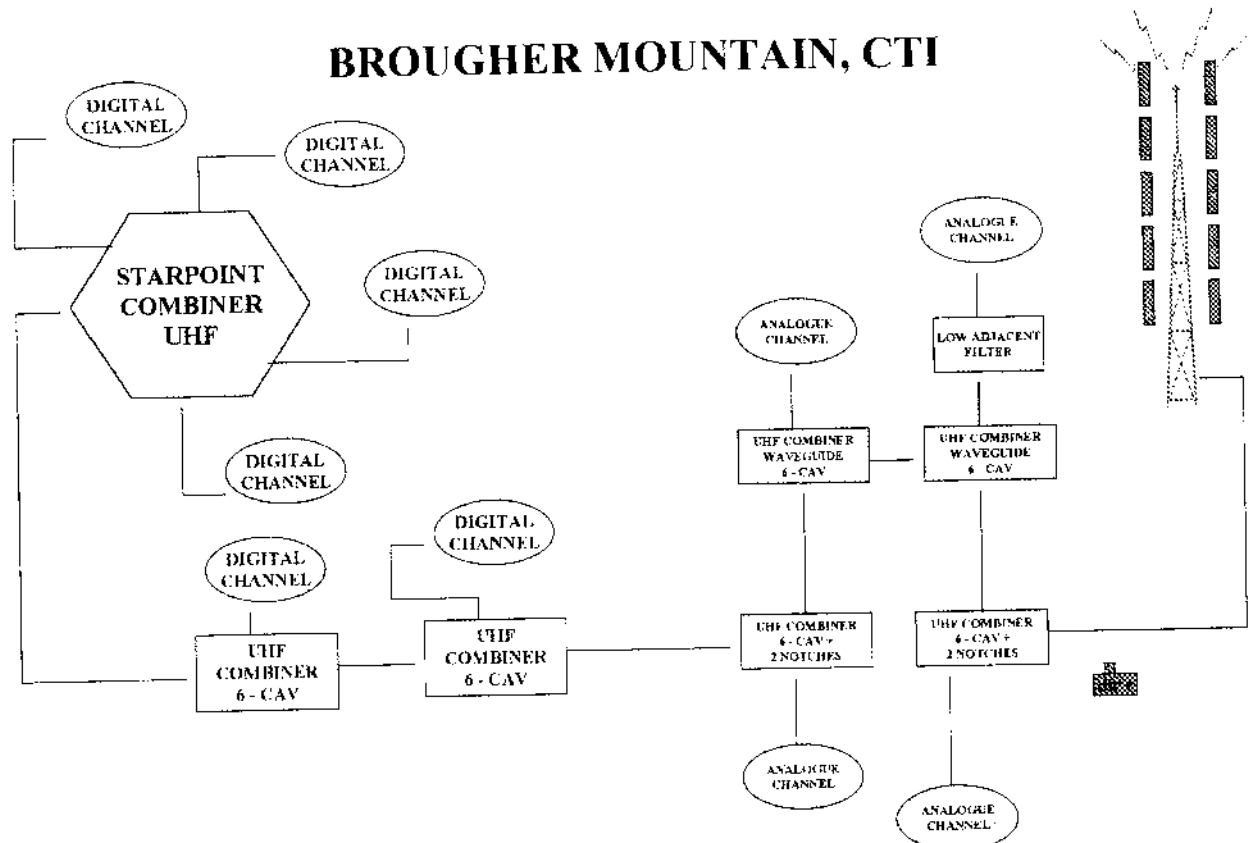 BROUGHER MOUNTAIN, CTI
DIGITAL
CHANNEL
DIGITAL
CHANNEL
DIGITAL
CHANNEL
STARPOINT
COMBINER
UHF
DIGITAL
CHANNEL
DIGITAL
CHANNEL
DIGITAL
CHANNEL
UHF
COMBINER
6 - CAV
UHF
COMBINER
6 - CAV
ANALOGUE
CHANNEL
ANALOGUE
CHANNEL
LOW ADJACENT
FILTER
UHF COMBINER
WAVEGUIDE
6 - CAV
UHF COMBINER
WAVEGUIDE
6 - CAV
UHF COMBINER
6 - CAV +
2 NOTCHES
UHF COMBINER
6 - CAV +
2 NOTCHES
ANALOGUE
CHANNEL
ANALOGUE
CHANNEL